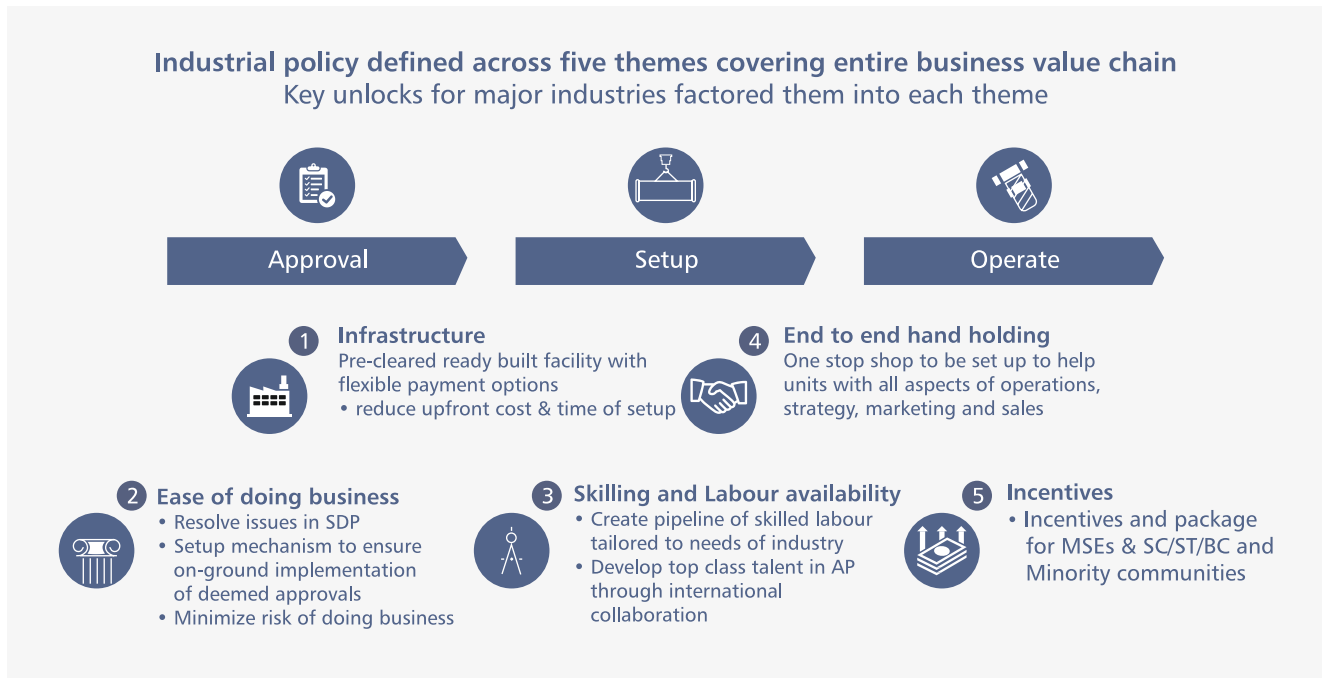 Industrial policy defined across five themes covering entire business value chain
Key unlocks for major industries factored them into each theme
Approval
Setup
Operate
1
Infrastructure
Pre-cleared ready built facility with
flexible payment options
• reduce upfront cost & time of setup
4
End to end hand holding
One stop shop to be set up to help
units with all aspects of operations,
strategy, marketing and sales
2
Ease of doing business
• Resolve issues in SDP
• Setup mechanism to ensure
on-ground implementation
of deemed approvals
• Minimize risk of doing business
3
Skilling and Labour availability
• Create pipeline of skilled labour
tailored to needs of industry
• Develop top class talent in AP
through international
collaboration
5
Incentives
• Incentives and package
for MSEs & SC/ST/BC and
Minority communities